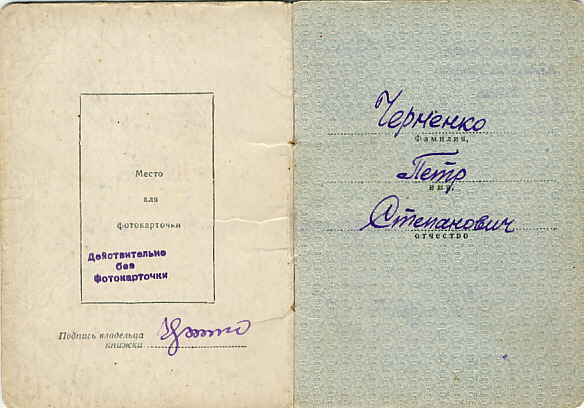 Место
для
фотокарточки
Действительно
без
фотокарточки
Подпись владельца
книжки
Черненко
Фамилия,
Петр
имя,
Степанович
отчество